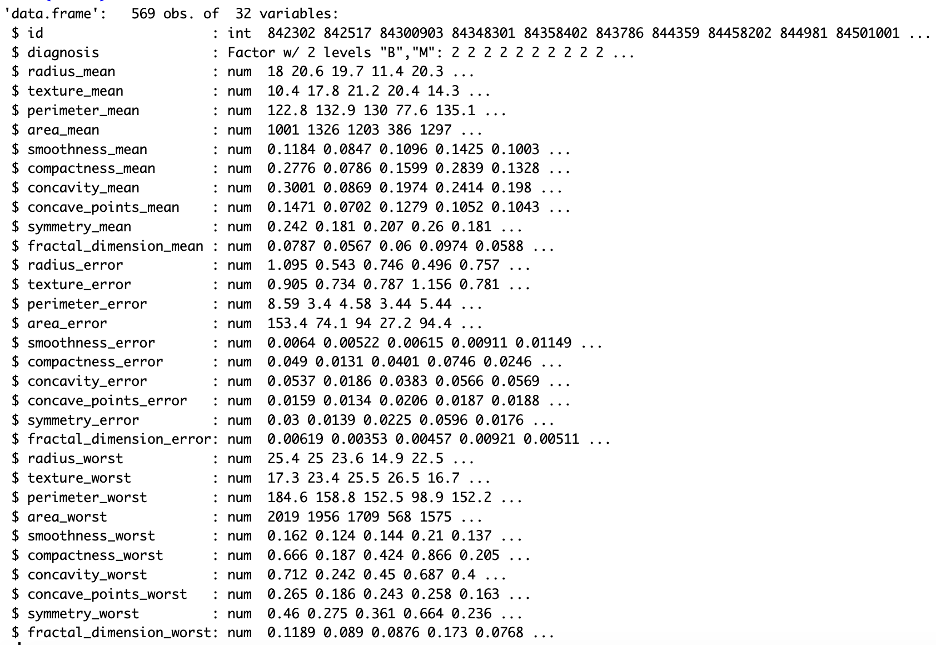 'data.frame':   569 obs. of  32 variables:
 $ id                     : int  842302 842517 84300903 84348301 84358402 843786 844359 84458202 844981 84501001 ...
 $ diagnosis              : Factor w/ 2 levels "B","M": 2 2 2 2 2 2 2 2 2 2 ...
 $ radius_mean            : num  18 20.6 19.7 11.4 20.3 ...
 $ texture_mean           : num  10.4 17.8 21.2 20.4 14.3 ...
 $ perimeter_mean         : num  122.8 132.9 130 77.6 135.1 ...
 $ area_mean              : num  1001 1326 1203 386 1297 ...
 $ smoothness_mean        : num  0.1184 0.0847 0.1096 0.1425 0.1003 ...
 $ compactness_mean       : num  0.2776 0.0786 0.1599 0.2839 0.1328 ...
 $ concavity_mean         : num  0.3001 0.0869 0.1974 0.2414 0.198 ...
 $ concave_points_mean    : num  0.1471 0.0702 0.1279 0.1052 0.1043 ...
 $ symmetry_mean          : num  0.242 0.181 0.207 0.26 0.181 ...
 $ fractal_dimension_mean : num  0.0787 0.0567 0.06 0.0974 0.0588 ...
 $ radius_error           : num  1.095 0.543 0.746 0.496 0.757 ...
 $ texture_error          : num  0.905 0.734 0.787 1.156 0.781 ...
 $ perimeter_error        : num  8.59 3.4 4.58 3.44 5.44 ...
 $ area_error             : num  153.4 74.1 94 27.2 94.4 ...
 $ smoothness_error       : num  0.0064 0.00522 0.00615 0.00911 0.01149 ...
 $ compactness_error      : num  0.049 0.0131 0.0401 0.0746 0.0246 ...
 $ concavity_error        : num  0.0537 0.0186 0.0383 0.0566 0.0569 ...
 $ concave_points_error   : num  0.0159 0.0134 0.0206 0.0187 0.0188 ...
 $ symmetry_error         : num  0.03 0.0139 0.0225 0.0596 0.0176 ...
 $ fractal_dimension_error: num  0.00619 0.00353 0.00457 0.00921 0.00511 ...
 $ radius_worst           : num  25.4 25 23.6 14.9 22.5 ...
 $ texture_worst          : num  17.3 23.4 25.5 26.5 16.7 ...
 $ perimeter_worst        : num  184.6 158.8 152.5 98.9 152.2 ...
 $ area_worst             : num  2019 1956 1709 568 1575 ...
 $ smoothness_worst       : num  0.162 0.124 0.144 0.21 0.137 ...
 $ compactness_worst      : num  0.666 0.187 0.424 0.866 0.205 ...
 $ concavity_worst        : num  0.712 0.242 0.45 0.687 0.4 ...
 $ concave_points_worst   : num  0.265 0.186 0.243 0.258 0.163 ...
 $ symmetry_worst         : num  0.46 0.275 0.361 0.664 0.236 ...
 $ fractal_dimension_worst: num  0.1189 0.089 0.0876 0.173 0.0768 ...